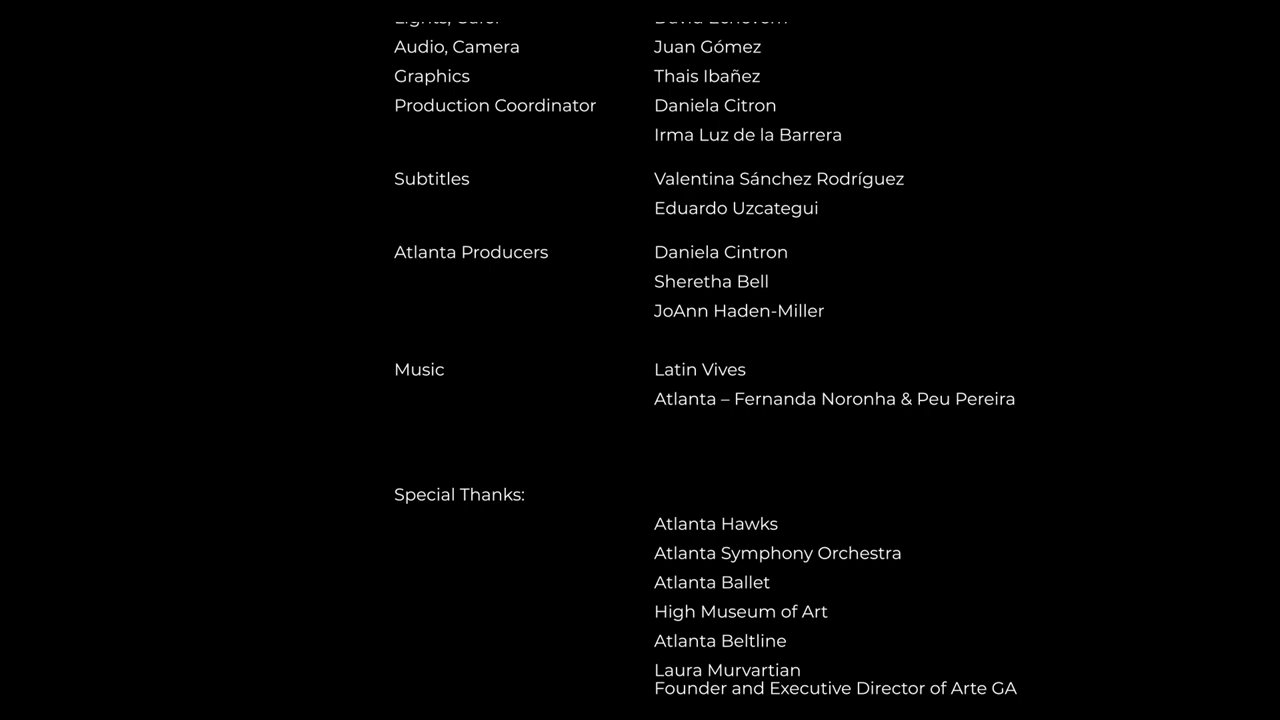 Audio, Camera Juan Gómez
Graphics Thais Ibañez
Production Coordinator Daniela Citron
Irma Luz de la Barrera
Subtitles Valentina Sánchez Rodríguez
Eduardo Uzcategui
Atlanta Producers Daniela Cintron
Sheretha Bell
JoAnn Haden-Miller
Music Latin Vives
Atlanta – Fernanda Noronha & Peu Pereira
Special Thanks:
Atlanta Hawks
Atlanta Symphony Orchestra
Atlanta Ballet
High Museum of Art
Atlanta Beltline
Laura Murvartian
Founder and Executive Director of Arte GA